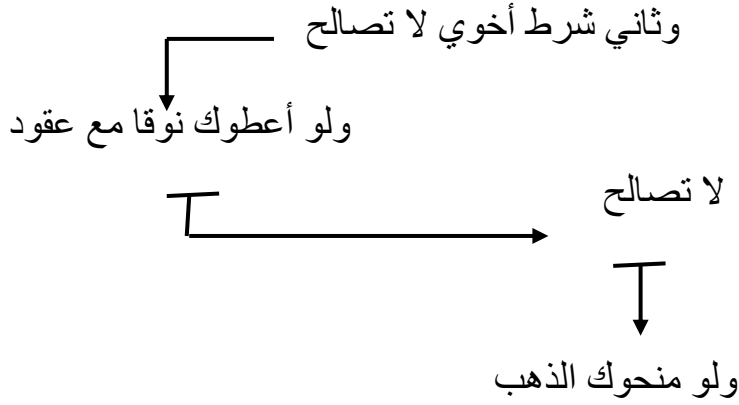 وثاني شرط أخوي لا تصالح
ولو أعطوك نوقا مع عقود
لا تصالح
ولو منحوك الذهب